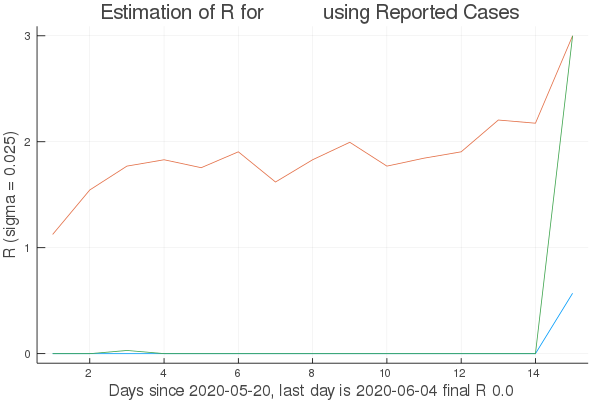 Estimation of R for using Reported Cases
3
2
1
0
R (sigma = 0.025)
2 4 6 8 10 12 14
Days since 2020-05-20, last day is 2020-06-04 final R 0.0